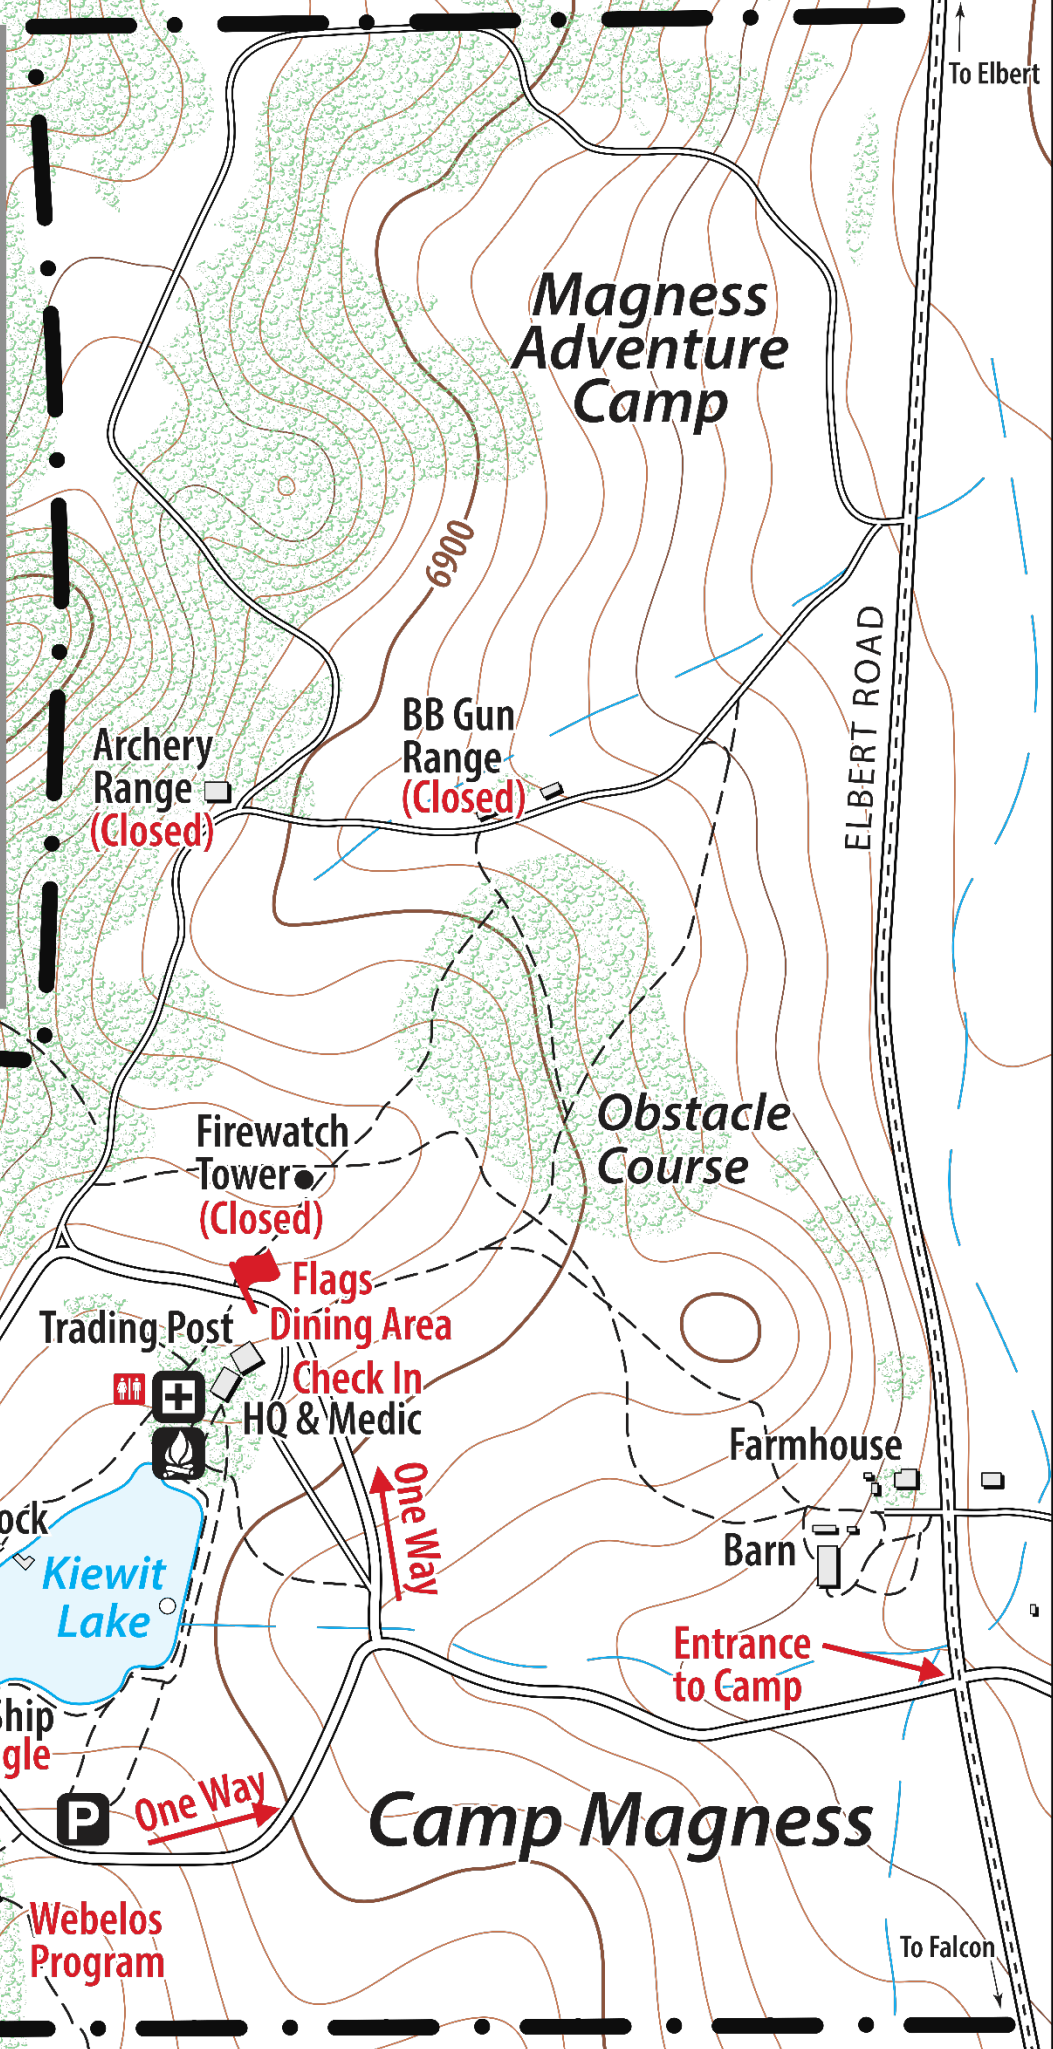 To Elbert
Magness
Adventure
Camp
6900
ELBERT ROAD
Archery
Range
(Closed)
BB Gun
Range
(Closed)
Obstacle
Course
Firewatch
Tower
(Closed)
Flags
Dining Area
Trading Post
Check In
HQ & Medic
One Way
Farmhouse
Barn
ock
Kiewit
Lake
Entrance
to Camp
Ship
gle
P
One Way
Camp Magness
Webelos
Program
To Falcon